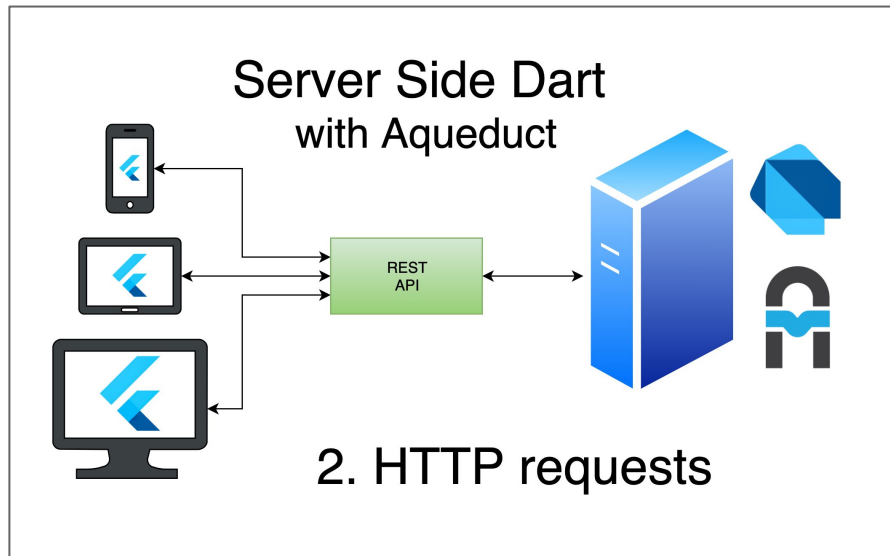 Server Side Dart
with Aqueduct
REST
API
2. HTTP requests